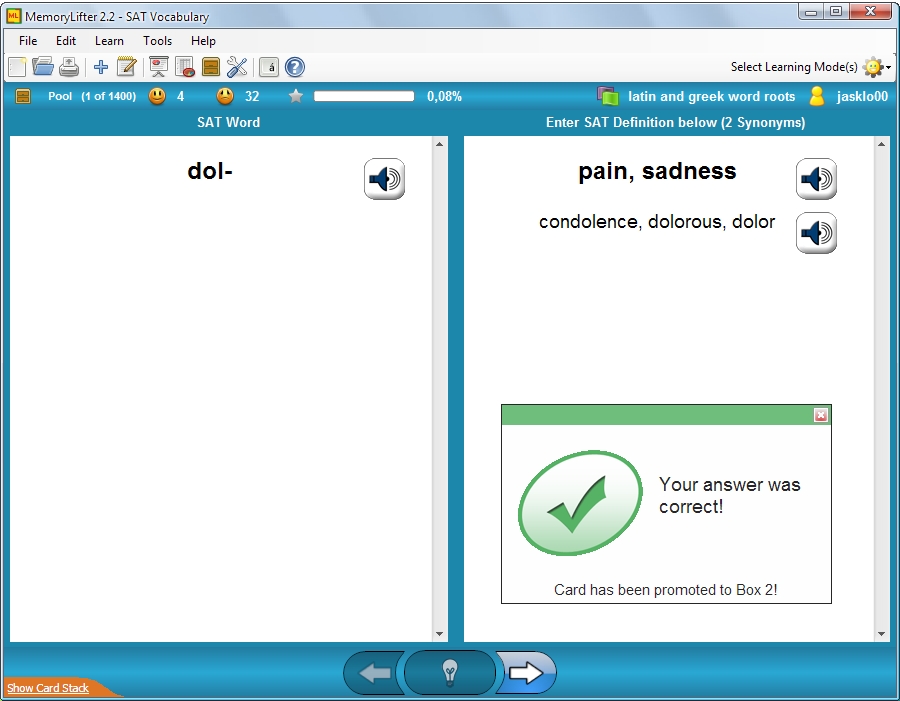 MemoryLifter 2.2 - SAT Vocabulary
File Edit Learn Tools Help
á ? Select Learning Mode(s)
Pool (1 of 1400) 4 32 0,08% latin and greek word roots jasklo00
SAT Word
Enter SAT Definition below (2 Synonyms)
dol-
pain, sadness
condolence, dolorous, dolor
Your answer was
correct!
Card has been promoted to Box 2!
Show Card Stack